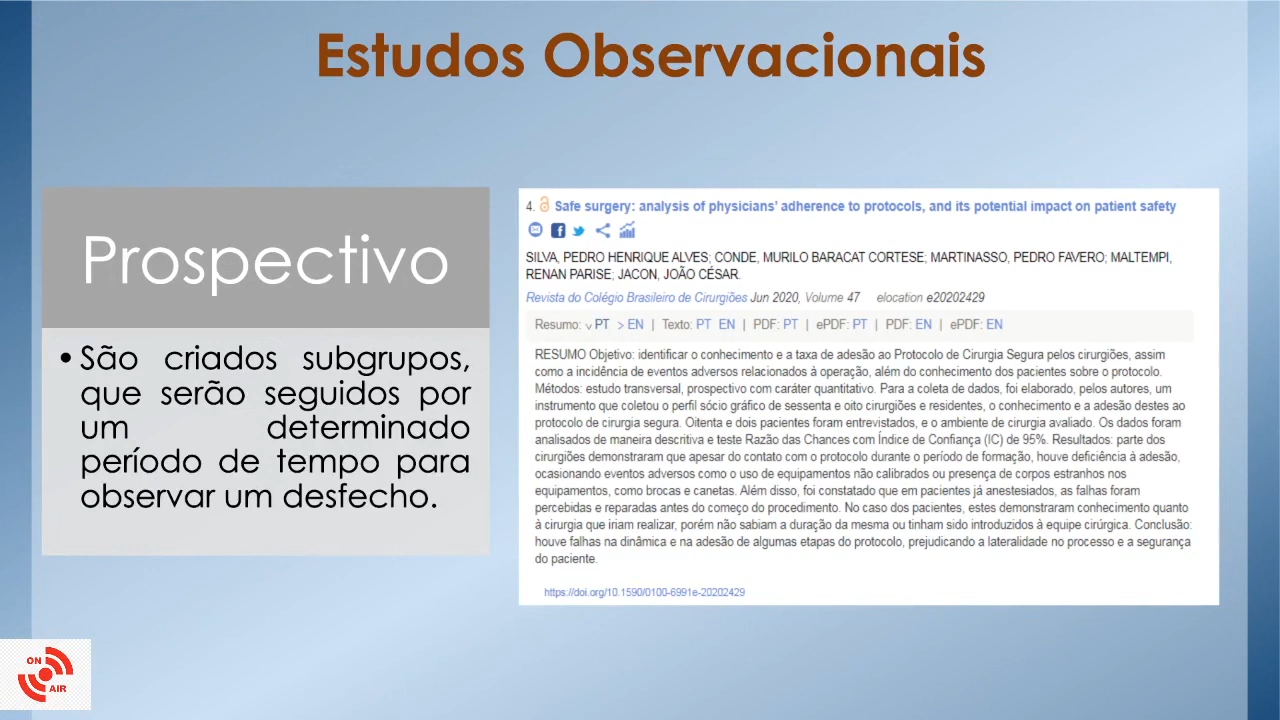 Estudos Observacionais
Prospectivo
• São criados subgrupos,
que serão seguidos por
um determinado
período de tempo para
observar um desfecho.
4. Safe surgery: analysis of physicians' adherence to protocols, and its potential impact on patient safety
SILVA, PEDRO HENRIQUE ALVES; CONDE, MURILO BARACAT CORTESE; MARTINASSO, PEDRO FAVERO; MALTEMPI,
RENAN PARISE; JACON, JOÃO CÉSAR.
Revista do Colégio Brasileiro de Cirurgiões Jun 2020, Volume 47 elocation e20202429
Resumo: v PT > EN | Texto: PT EN | PDF: PT | ePDF: PT | PDF: EN | ePDF: EN
RESUMO Objetivo: identificar o conhecimento e a taxa de adesão ao Protocolo de Cirurgia Segura pelos cirurgiões, assim
como a incidência de eventos adversos relacionados à operação, além do conhecimento dos pacientes sobre o protocolo.
Métodos: estudo transversal, prospectivo com caráter quantitativo. Para a coleta de dados, foi elaborado, pelos autores, um
instrumento que coletou o perfil sócio gráfico de sessenta e oito cirurgiões e residentes, o conhecimento e a adesão destes ao
protocolo de cirurgia segura. Oitenta e dois pacientes foram entrevistados, e o ambiente de cirurgia avaliado. Os dados foram
analisados de maneira descritiva e teste Razão das Chances com Índice de Confiança (IC) de 95%. Resultados: parte dos
cirurgiões demonstraram que apesar do contato com o protocolo durante o período de formação, houve deficiência à adesão,
ocasionando eventos adversos como o uso de equipamentos não calibrados ou presença de corpos estranhos nos
equipamentos, como brocas e canetas. Além disso, foi constatado que em pacientes já anestesiados, as falhas foram
percebidas e reparadas antes do começo do procedimento. No caso dos pacientes, estes demonstraram conhecimento quanto
à cirurgia que iriam realizar, porém não sabiam a duração da mesma ou tinham sido introduzidos à equipe cirúrgica. Conclusão:
houve falhas na dinâmica e na adesão de algumas etapas do protocolo, prejudicando a lateralidade no processo e a segurança
do paciente.
https://doi.org/10.1590/0100-6991e-20202429
ON
AIR